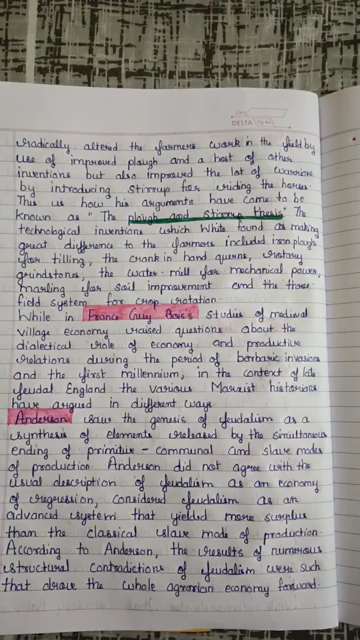 DELTA
radically altered the farmers work in the field by
use of improved plough and a host of other
inventions but also improved the lot of warriors
by introducing stirrup for riding the horse.
This is how his arguments have come to be
known as "The plough and stirrup thesis" The
technological inventions which White found as making
great difference to the farmers included iron plough
for tilling, the crank in hand querns, rotary
grindstones, the water-mill for mechanical power,
marling for soil improvement and the three
field system for crop rotation.
While in France Guy Bois's studies of medival
village economy raised questions about the
dialectical role of economy and productive
relations during the period of barbaric invasions
and the first millennium, in the context of late
feudal England the various Marxist historians
have argued in different ways
Anderson saw the genesis of feudalism as a
synthesis of elements released by the simultaneous
ending of primitive - communal and slave modes
of production Anderson did not agree with the
usual description of feudalism as an economy
of regression, considered feudalism as an
advanced system that yielded more surplus
than the classical slave mode of production
According to Anderson, the results of numerous
structural contradictions of feudalism were such
that drove the whole agrarian economy forward.